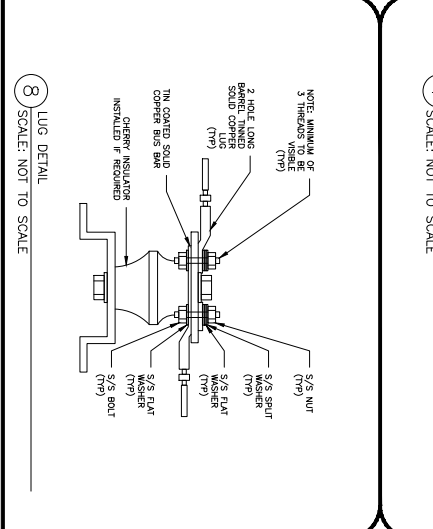 SCALE: NOT TO SCALE
NOTE: MINIMUM OF
3 THREADS TO BE
VISIBLE
(TYP)
2 HOLE LONG
BARREL TINNED
SOLID COPPER
LUG
(TYP)
TIN COATED SOLID
COPPER BUS BAR
CHERRY INSULATOR
INSTALLED IF REQUIRED
S/S NUT
(TYP)
S/S SPLIT
WASHER
(TYP)
S/S FLAT
WASHER
(TYP)
S/S FLAT
WASHER
(TYP)
S/S BOLT
(TYP)
8
LUG DETAIL
SCALE: NOT TO SCALE